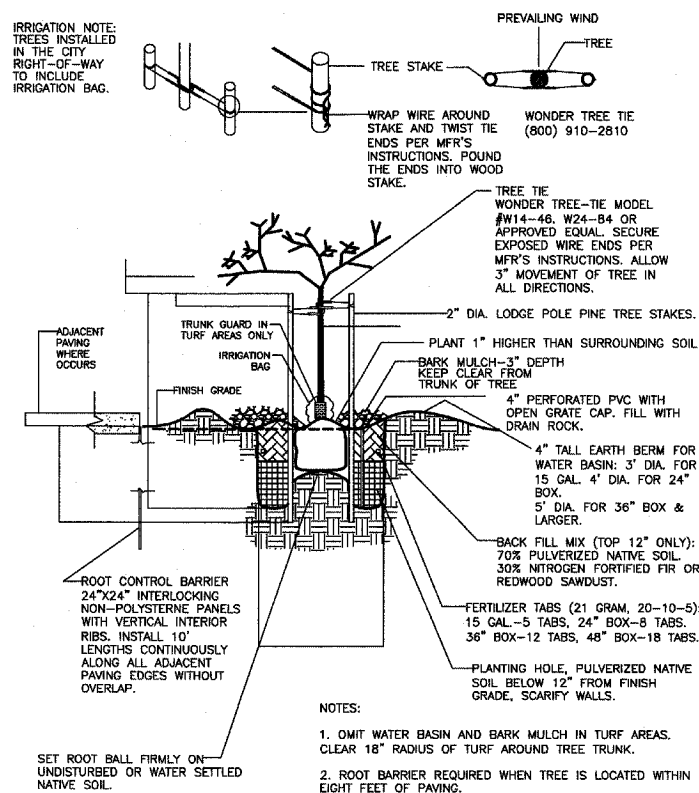 IRRIGATION NOTE:
TREES INSTALLED
IN THE CITY
RIGHT-OF-WAY
TO INCLUDE
IRRIGATION BAG.
PREVAILING WIND
TREE
TREE STAKE
WRAP WIRE AROUND
STAKE AND TWIST TIE
ENDS PER MFR'S
INSTRUCTIONS. POUND
THE ENDS INTO WOOD
STAKE.
WONDER TREE TIE
(800) 910-2810
TREE TIE
WONDER TREE-TIE MODEL
#W14-46. W24-84 OR
APPROVED EQUAL. SECURE
EXPOSED WIRE ENDS PER
MFR'S INSTRUCTIONS. ALLOW
3" MOVEMENT OF TREE IN
ALL DIRECTIONS.
2" DIA. LODGE POLE PINE TREE STAKES.
ADJACENT
PAVING
WHERE
OCCURS
TRUNK GUARD IN
TURF AREAS ONLY
IRRIGATION
BAG
FINISH GRADE
PLANT 1" HIGHER THAN SURROUNDING SOIL
BARK MULCH-3" DEPTH
KEEP CLEAR FROM
TRUNK OF TREE
4" PERFORATED PVC WITH
OPEN GRATE CAP. FILL WITH
DRAIN ROCK.
4" TALL EARTH BERM FOR
WATER BASIN: 3' DIA. FOR
15 GAL. 4' DIA. FOR 24"
BOX.
5' DIA. FOR 36" BOX &
LARGER.
BACK FILL MIX (TOP 12" ONLY):
70% PULVERIZED NATIVE SOIL.
30% NITROGEN FORTIFIED FIR OR
REDWOOD SAWDUST.
ROOT CONTROL BARRIER
24"X24" INTERLOCKING
NON-POLYSTERNE PANELS
WITH VERTICAL INTERIOR
RIBS. INSTALL 10'
LENGTHS CONTINUOUSLY
ALONG ALL ADJACENT
PAVING EDGES WITHOUT
OVERLAP.
FERTILIZER TABS (21 GRAM, 20-10-5):
15 GAL.-5 TABS, 24" BOX-8 TABS.
36" BOX-12 TABS, 48" BOX-18 TABS.
PLANTING HOLE, PULVERIZED NATIVE
SOIL BELOW 12" FROM FINISH
GRADE, SCARIFY WALLS.
SET ROOT BALL FIRMLY ON
UNDISTURBED OR WATER SETTLED
NATIVE SOIL.
NOTES:
1. OMIT WATER BASIN AND BARK MULCH IN TURF AREAS.
CLEAR 18" RADIUS OF TURF AROUND TREE TRUNK.
2. ROOT BARRIER REQUIRED WHEN TREE IS LOCATED WITHIN
EIGHT FEET OF PAVING.